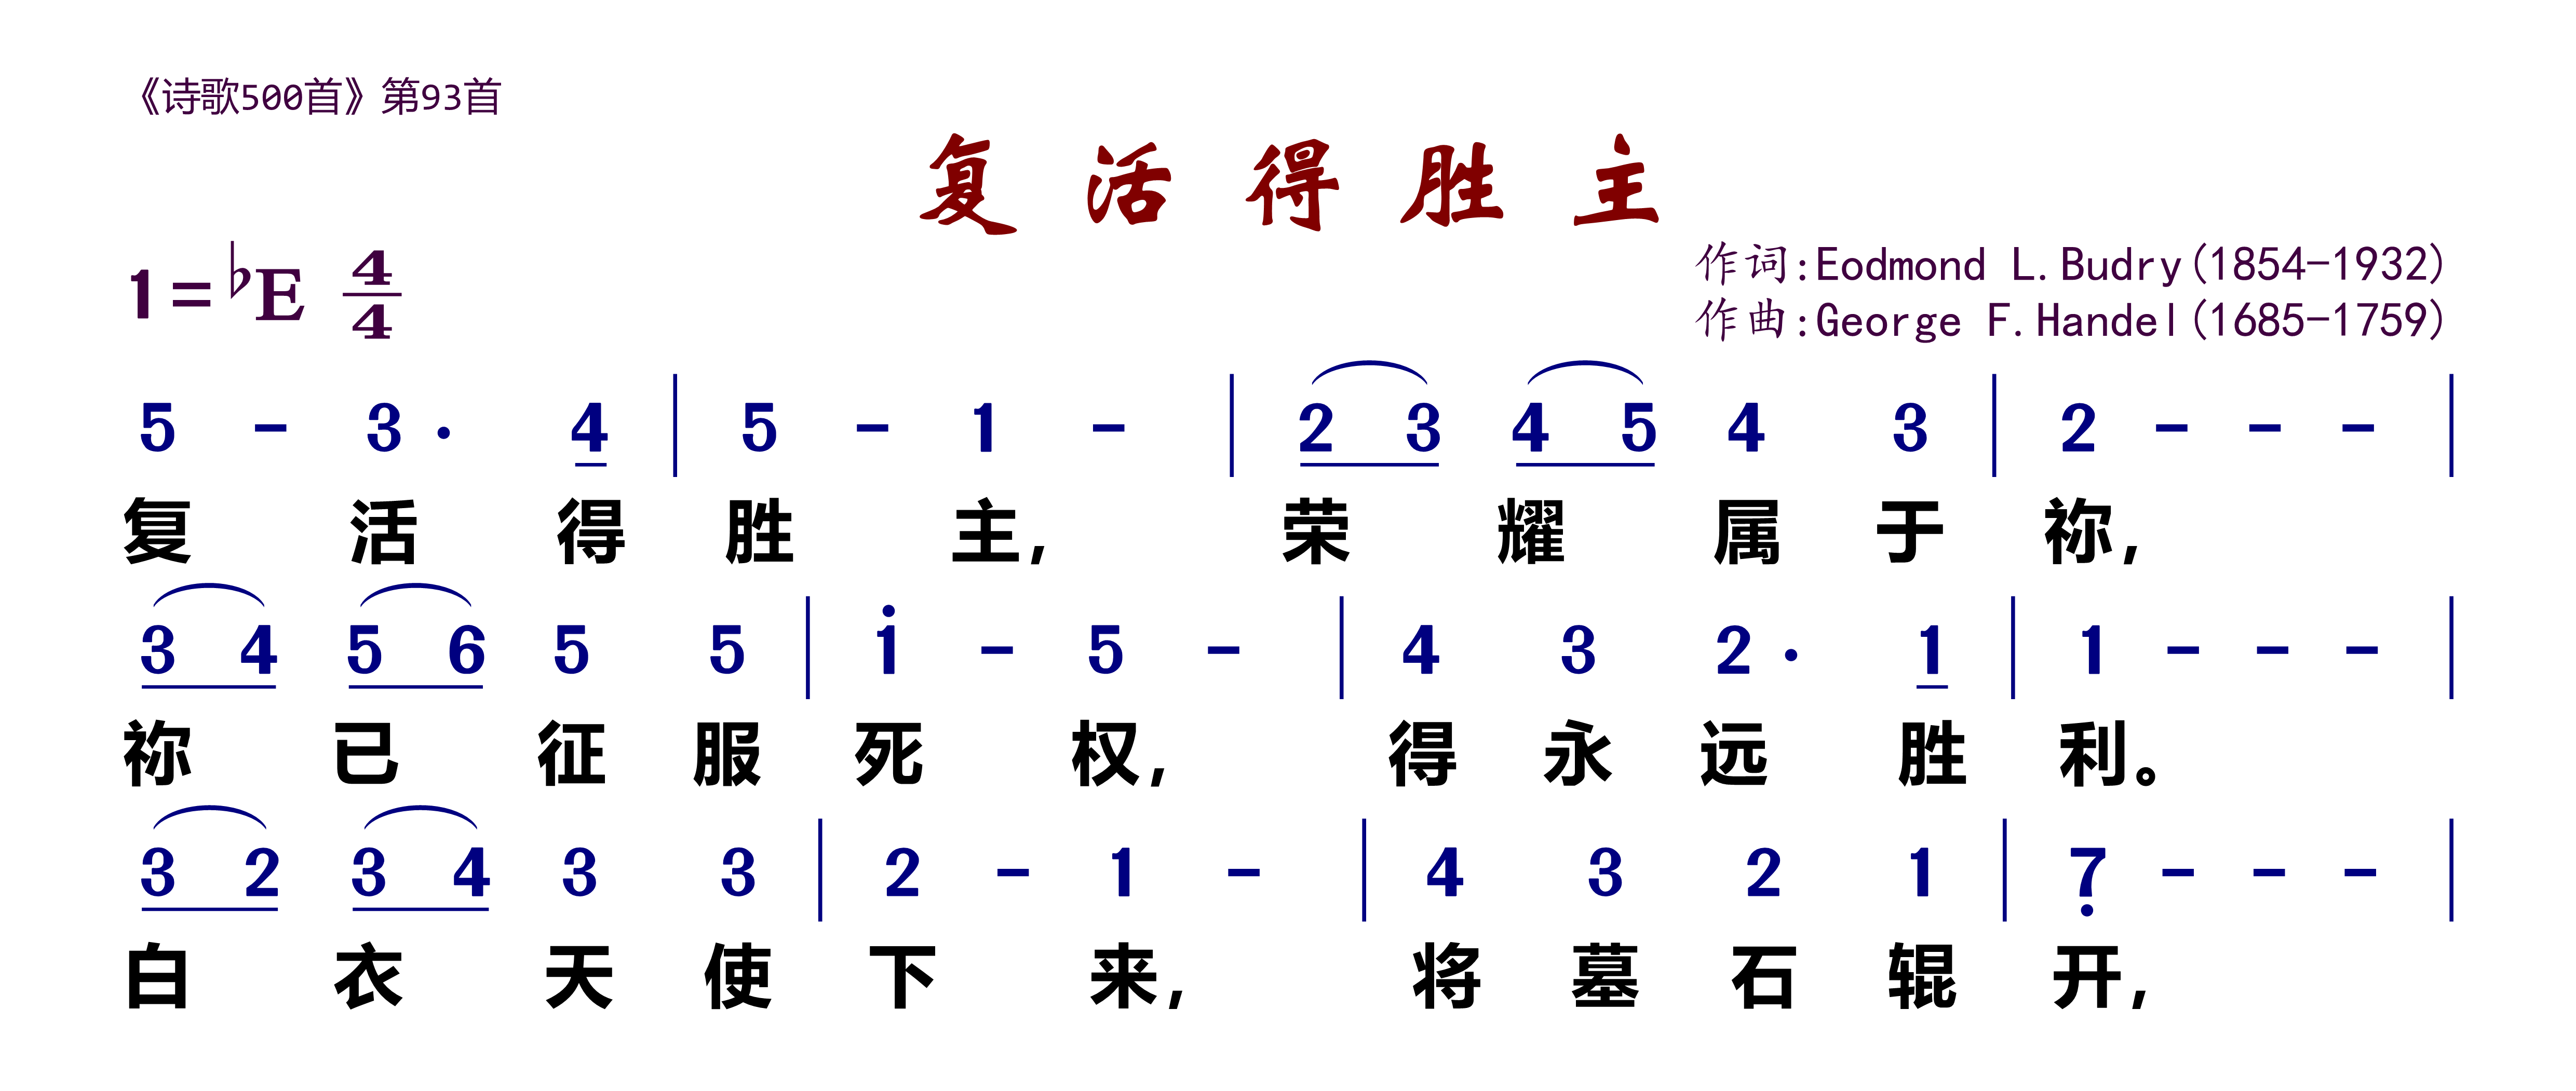 《诗歌500首》第93首
复活得胜主
1=♭E 4/4
作词:Eodmond L.Budry(1854-1932)
作曲:George F.Handel(1685-1759)
5 - 3 · 4 | 5 - 1 - | 2 3 4 5 4 3 | 2 - - - |
复 活 得 胜 主, 荣 耀 属 于 祢,
3 4 5 6 5 5 | 1̇ - 5 - | 4 3 2 · 1 | 1 - - - |
祢 已 征 服 死 权, 得 永 远 胜 利。
3 2 3 4 3 3 | 2 - 1 - | 4 3 2 1 | 7̣ - - - |
白 衣 天 使 下 来, 将 墓 石 辊 开,